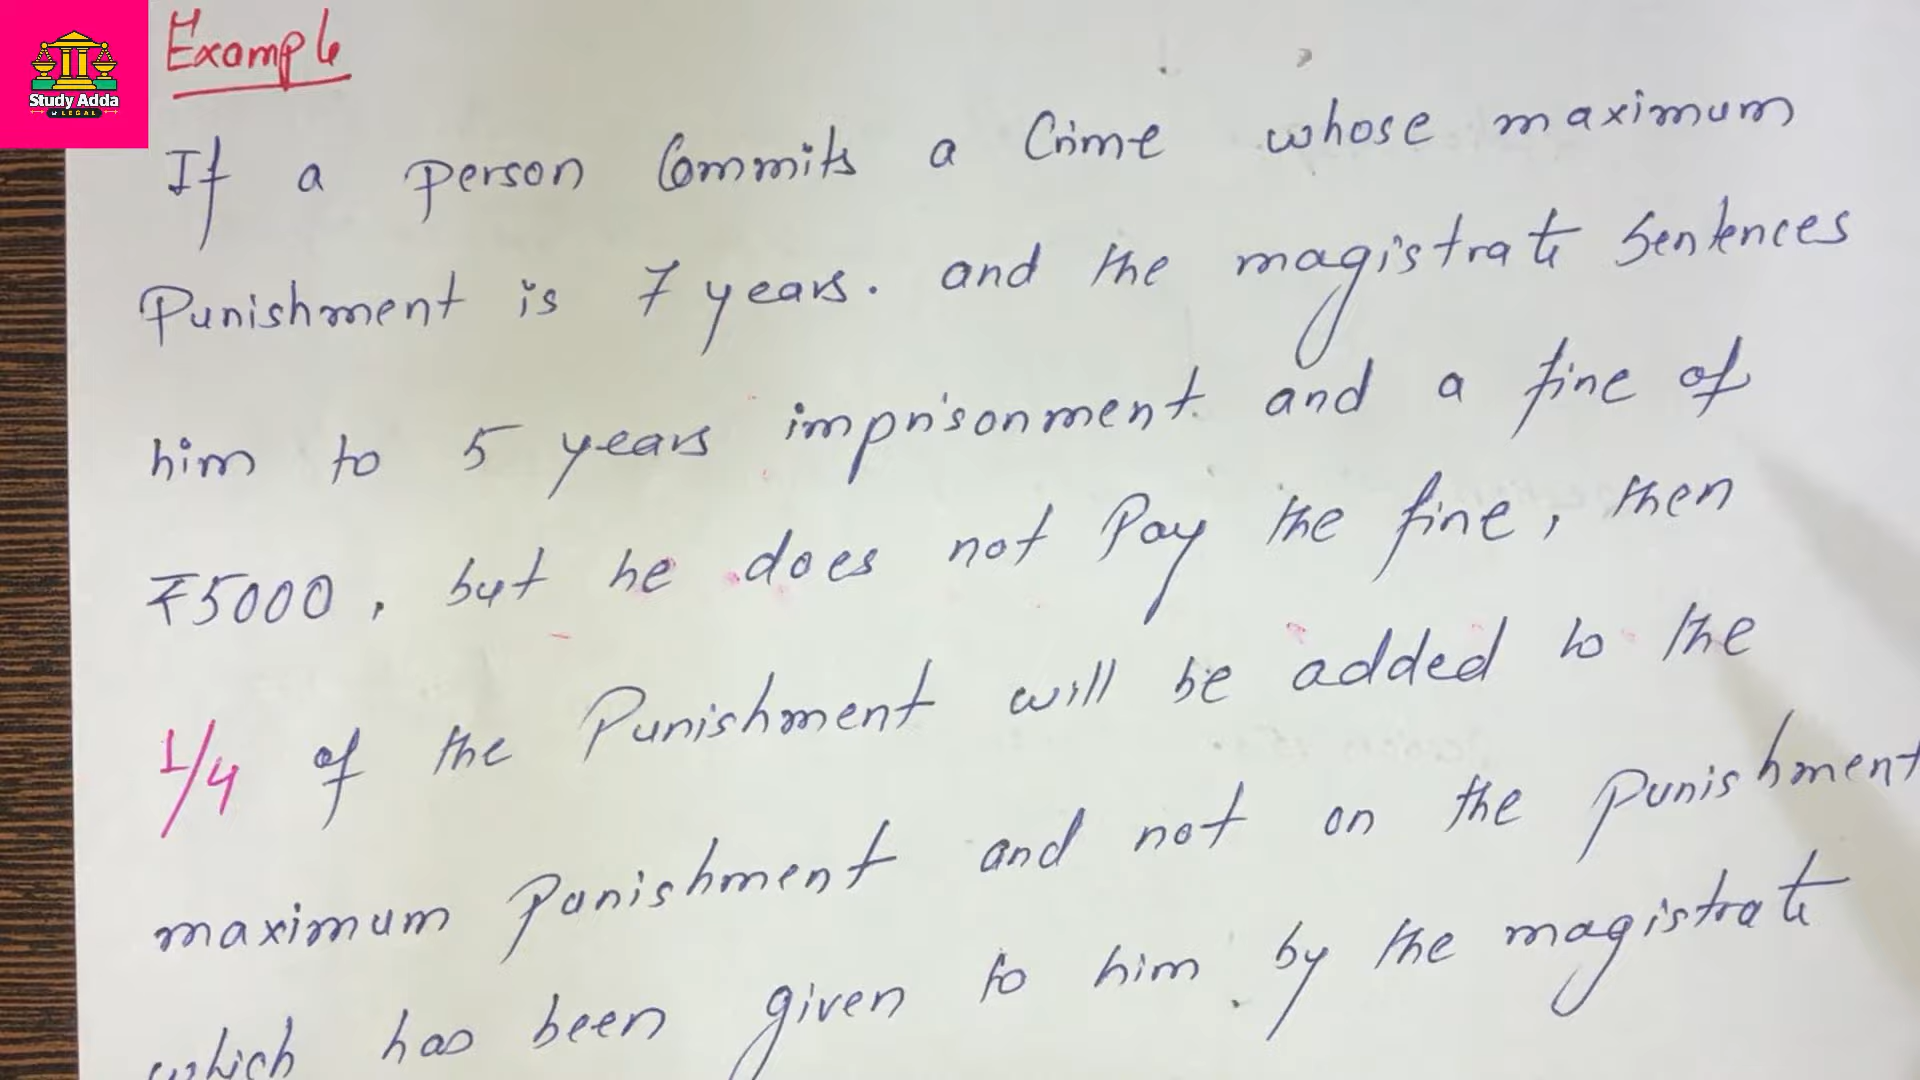 Study Adda
LEGAL
Example
If a person Commits a Crime whose maximum
Punishment is 7 years. and the magistrate Sentences
him to 5 years imprisonment and a fine of
₹5000, but he does not Pay the fine, then
1/4 of the Punishment will be added to the
maximum Punishment and not on the punishment
which has been given to him by the magistrate